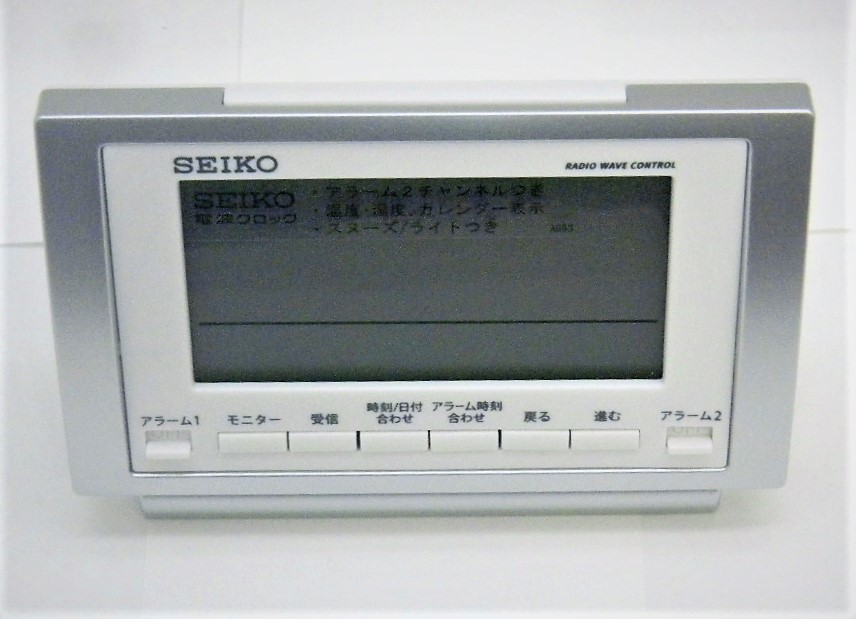 SEIKO
RADIO WAVE CONTROL
SEIKO
電波クロック
・アラーム2チャンネルつき
・温度・湿度、カレンダー表示
・スヌーズ/ライトつき
アラーム1
モニター
受信
時刻/日付
合わせ
アラーム時刻
合わせ
戻る
進む
アラーム2